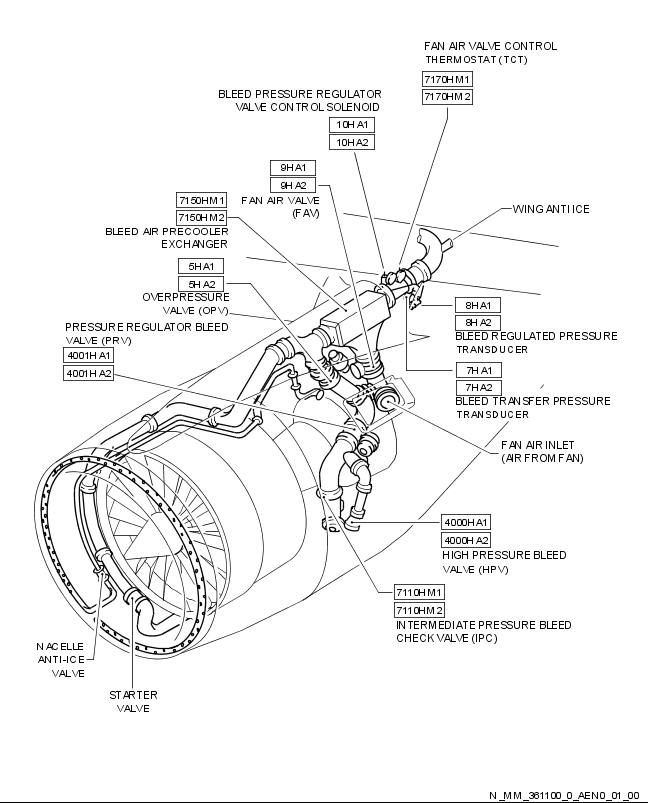 FAN AIR VALVE CONTROL
THERMOSTAT (TCT)
7170HM1
7170HM2
BLEED PRESSURE REGULATOR
VALVE CONTROL SOLENOID
10HA1
10HA2
9HA1
9HA2
FAN AIR VALVE
(FAV)
7150HM1
7150HM2
BLEED AIR PRECOOLER
EXCHANGER
WING ANTI ICE
5HA1
5HA2
OVERPRESSURE
VALVE (OPV)
PRESSURE REGULATOR BLEED
VALVE (PRV)
4001HA1
4001HA2
8HA1
8HA2
BLEED REGULATED PRESSURE
TRANSDUCER
7HA1
7HA2
BLEED TRANSFER PRESSURE
TRANSDUCER
FAN AIR INLET
(AIR FROM FAN)
4000HA1
4000HA2
HIGH PRESSURE BLEED
VALVE (HPV)
7110HM1
7110HM2
INTERMEDIATE PRESSURE BLEED
CHECK VALVE (IPC)
NACELLE
ANTI-ICE
VALVE
STARTER
VALVE
N_MM_361100_0_AEN0_01_00